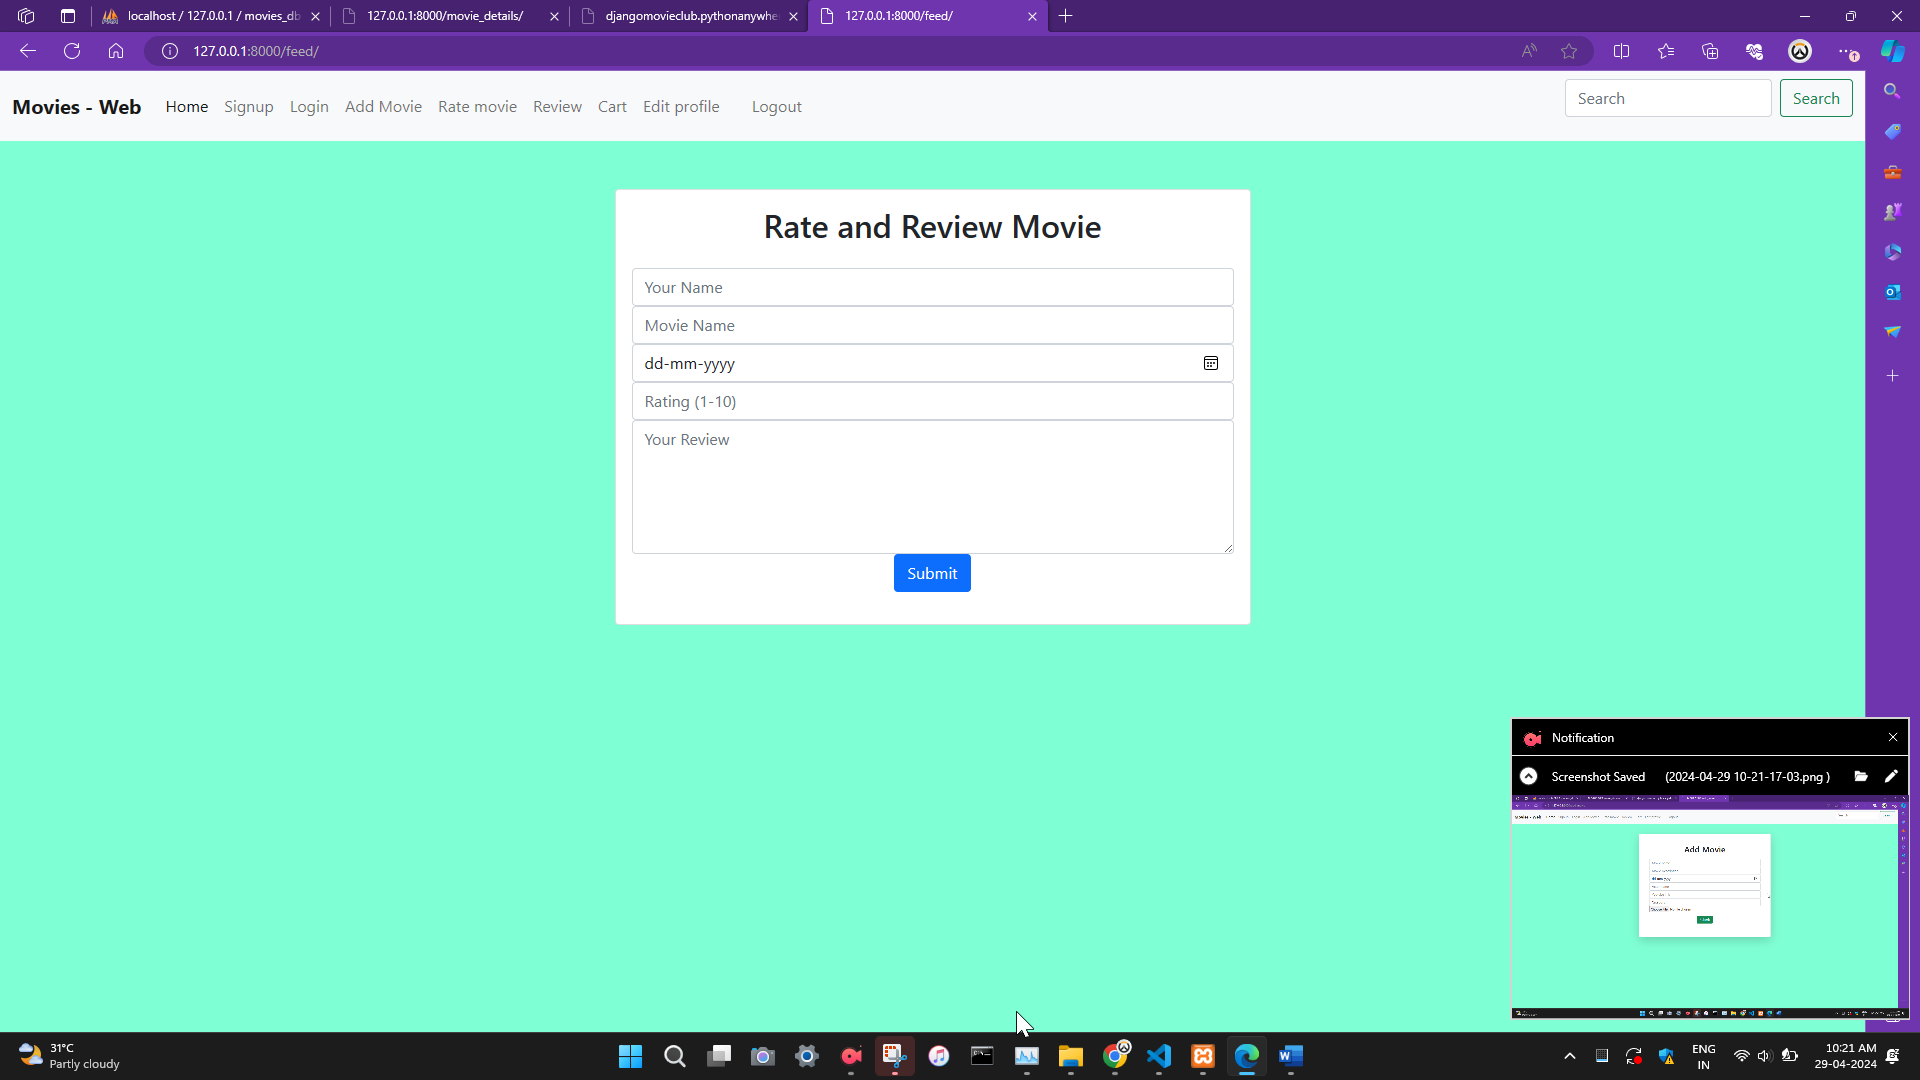 localhost / 127.0.0.1 / movies_db
127.0.0.1:8000/movie_details/
djangomovieclub.pythonanywhe
127.0.0.1:8000/feed/
127.0.0.1:8000/feed/
Movies - Web Home Signup Login Add Movie Rate movie Review Cart Edit profile Logout Search Search
Rate and Review Movie
Your Name
Movie Name
dd-mm-yyyy
Rating (1-10)
Your Review
Submit
Notification
Screenshot Saved (2024-04-29 10-21-17-03.png )
Movies - Web
Add Movie
31°C
Partly cloudy
ENG
IN
10:21 AM
29-04-2024